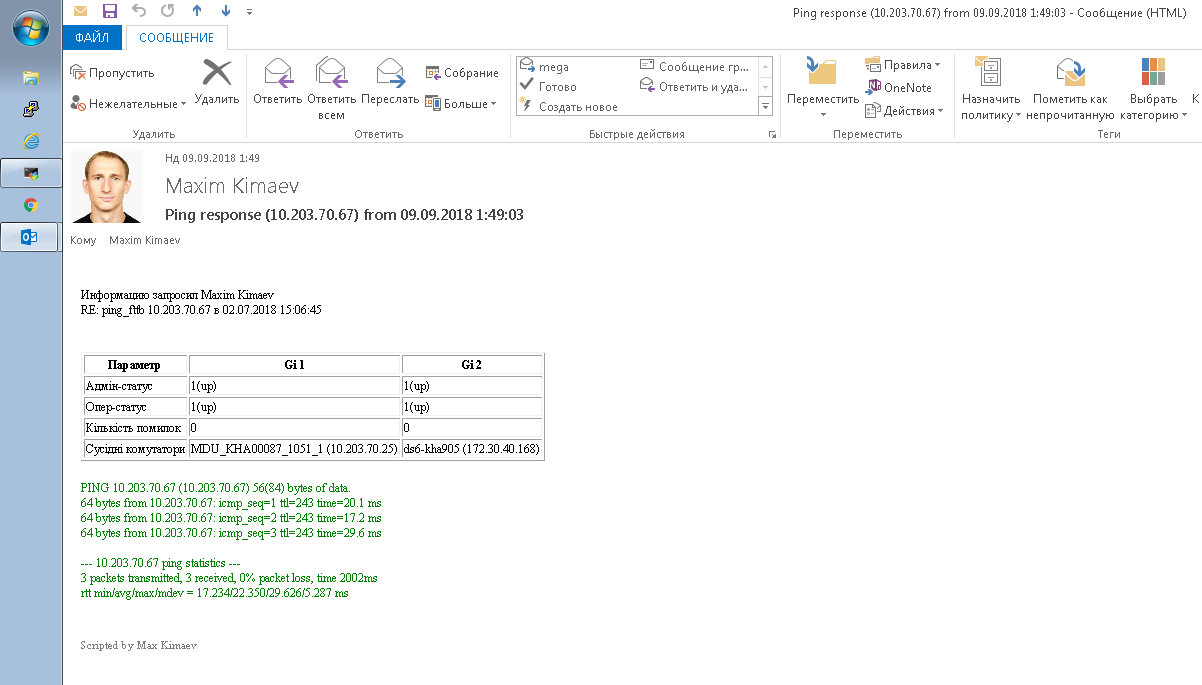 Ping response (10.203.70.67) from 09.09.2018 1:49:03 - Сообщение (HTML)
ФАЙЛ СООБЩЕНИЕ
Пропустить
Нежелательные
Удалить
Удалить
Ответить
Ответить всем
Переслать
Собрание
Больше
Ответить
mega
Готово
Создать новое
Сообщение гр...
Ответить и уда...
Быстрые действия
Переместить
Правила
OneNote
Действия
Переместить
Назначить политику
Пометить как непрочитанную
Выбрать категорию
К
Теги
Нд 09.09.2018 1:49
Maxim Kimaev
Ping response (10.203.70.67) from 09.09.2018 1:49:03
Кому Maxim Kimaev
Информацию запросил Maxim Kimaev
RE: ping_fttb 10.203.70.67 в 02.07.2018 15:06:45
Параметр Gi 1 Gi 2
Адмін-статус 1(up) 1(up)
Опер-статус 1(up) 1(up)
Кількість помилок 0 0
Сусідні комутатори MDU_KHA00087_1051_1 (10.203.70.25) ds6-kha905 (172.30.40.168)
PING 10.203.70.67 (10.203.70.67) 56(84) bytes of data.
64 bytes from 10.203.70.67: icmp_seq=1 ttl=243 time=20.1 ms
64 bytes from 10.203.70.67: icmp_seq=2 ttl=243 time=17.2 ms
64 bytes from 10.203.70.67: icmp_seq=3 ttl=243 time=29.6 ms
--- 10.203.70.67 ping statistics ---
3 packets transmitted, 3 received, 0% packet loss, time 2002ms
rtt min/avg/max/mdev = 17.234/22.350/29.626/5.287 ms
Scripted by Max Kimaev